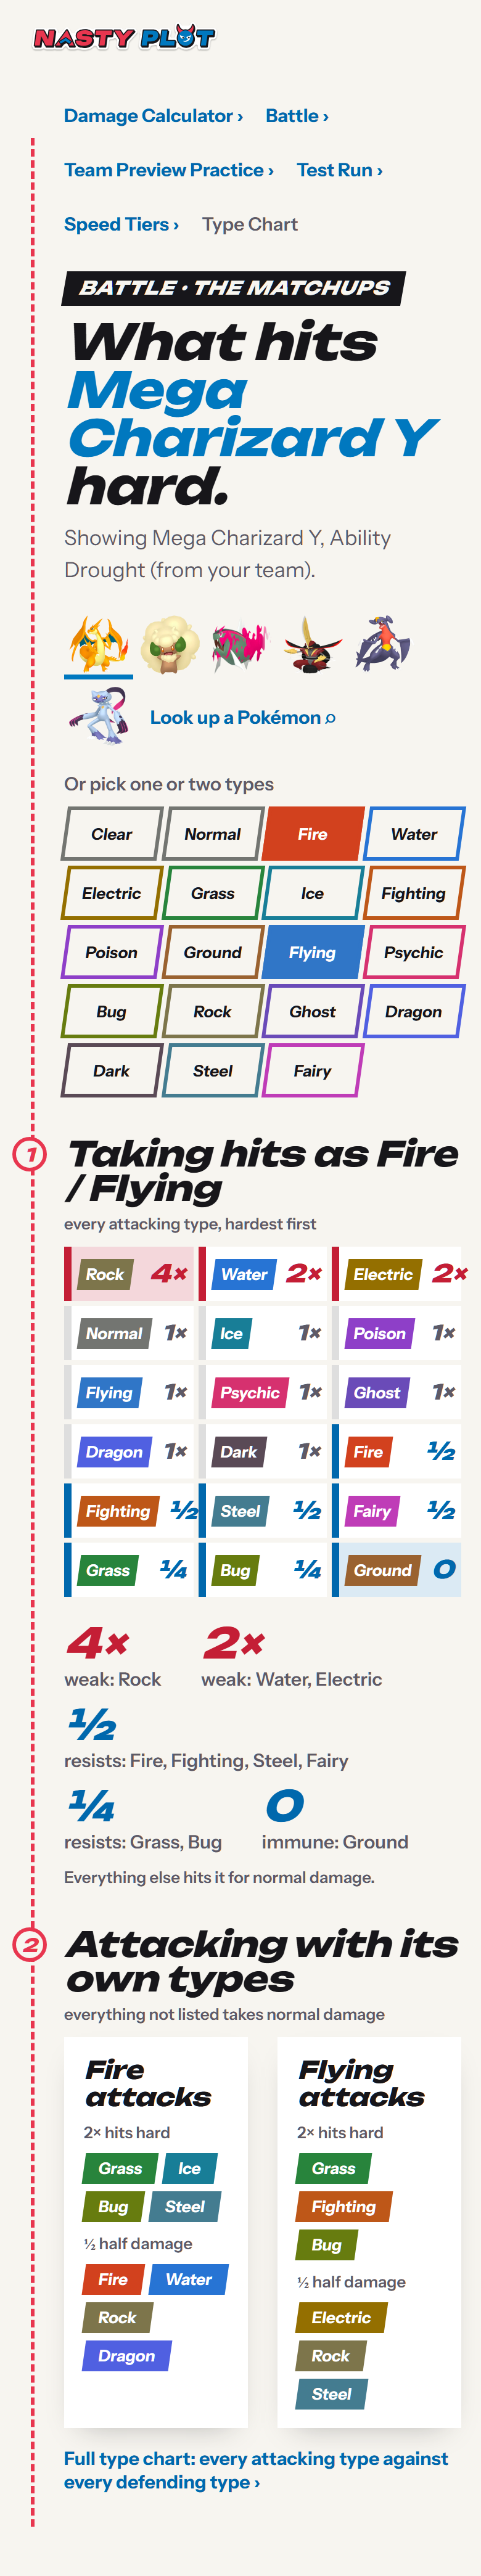 NASTY PLOT
Damage Calculator › Battle ›
Team Preview Practice › Test Run ›
Speed Tiers › Type Chart
BATTLE · THE MATCHUPS
What hits
Mega
Charizard Y
hard.
Showing Mega Charizard Y, Ability
Drought (from your team).
Look up a Pokémon
Or pick one or two types
Clear Normal Fire Water
Electric Grass Ice Fighting
Poison Ground Flying Psychic
Bug Rock Ghost Dragon
Dark Steel Fairy
1 Taking hits as Fire
/ Flying
every attacking type, hardest first
Rock 4× Water 2× Electric 2×
Normal 1× Ice 1× Poison 1×
Flying 1× Psychic 1× Ghost 1×
Dragon 1× Dark 1× Fire ½
Fighting ½ Steel ½ Fairy ½
Grass ¼ Bug ¼ Ground 0
4× 2×
weak: Rock weak: Water, Electric
½
resists: Fire, Fighting, Steel, Fairy
¼ 0
resists: Grass, Bug immune: Ground
Everything else hits it for normal damage.
2 Attacking with its
own types
everything not listed takes normal damage
Fire
attacks
2× hits hard
Grass Ice
Bug Steel
½ half damage
Fire Water
Rock
Dragon
Flying
attacks
2× hits hard
Grass
Fighting
Bug
½ half damage
Electric
Rock
Steel
Full type chart: every attacking type against
every defending type ›